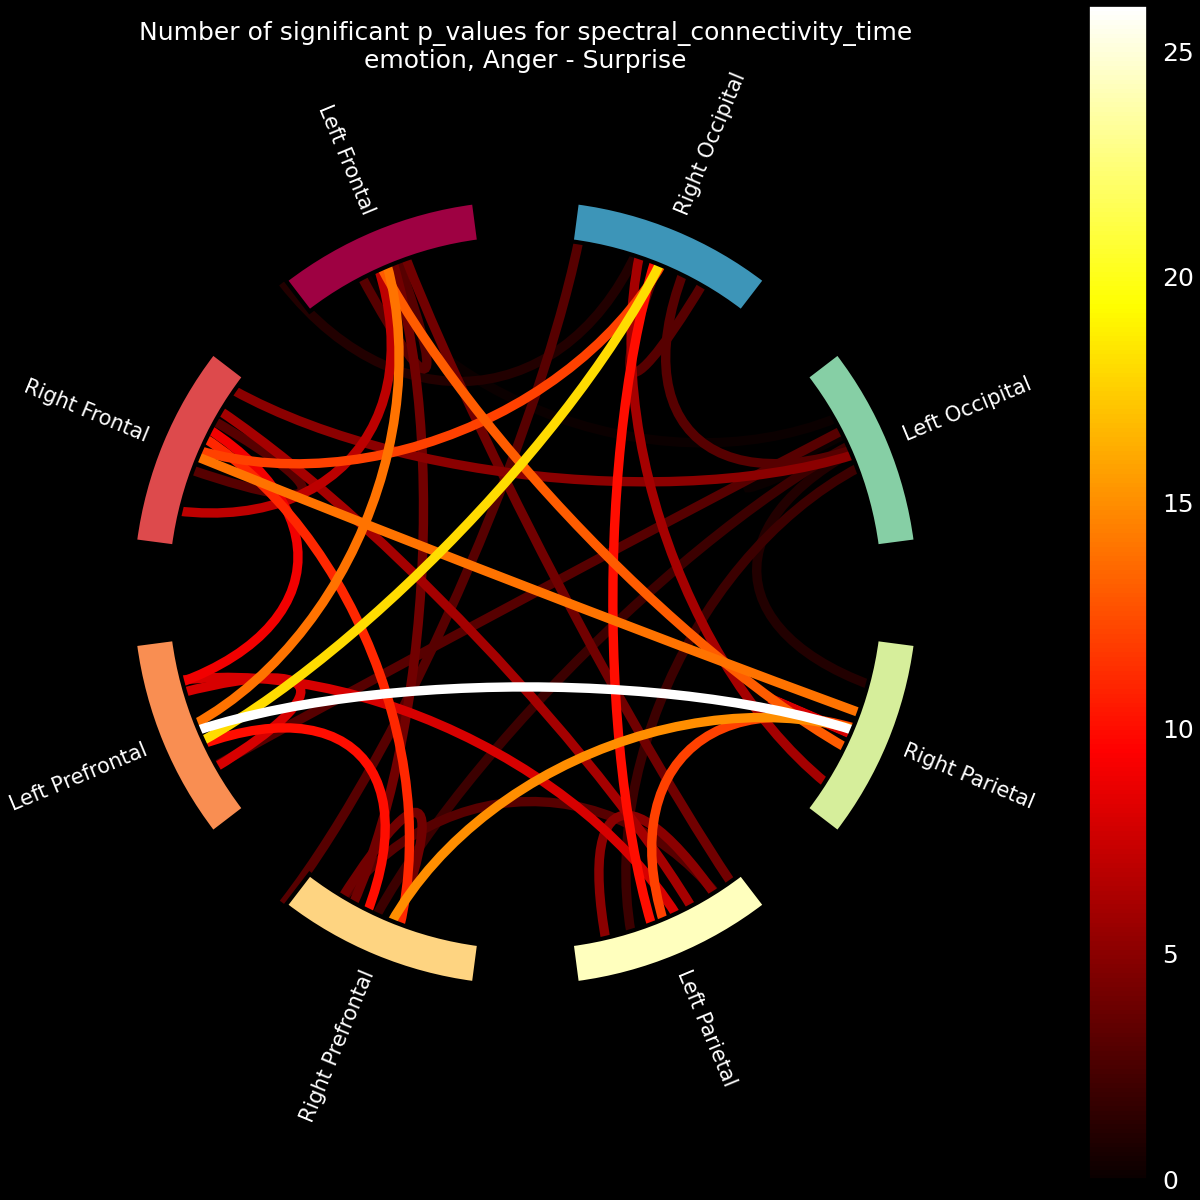 Number of significant p_values for spectral_connectivity_time
emotion, Anger - Surprise
Left Frontal
Right Occipital
Right Frontal
Left Occipital
Left Prefrontal
Right Parietal
Right Prefrontal
Left Parietal
25
20
15
10
5
0